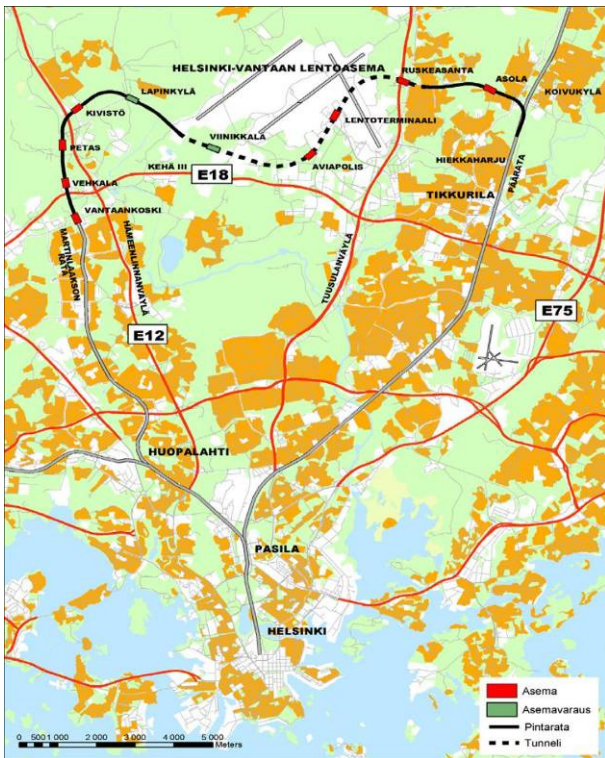 HELSINKI-VANTAAN LENTOASEMA
RUSKEASANTA
ASOLA
KOIVUKYLÄ
LAPINKYLÄ
KIVISTÖ
LENTOTERMINAALI
VIINIKKALA
PETAS
KEHÄ III
AVIAPOLIS
HIEKKAHARJU
PÄÄRATA
E18
VEHKALA
TIKKURILA
VANTAANKOSKI
MARTINLAAKSON
RATA
HÄMEENLINNANVÄYLÄ
TUUSULANVÄYLÄ
E75
E12
HUOPALAHTI
PASILA
HELSINKI
Asema
Asemavaraus
Pintarata
Tunneli
0 500 1 000 2 000 3 000 4 000 5 000
Meters